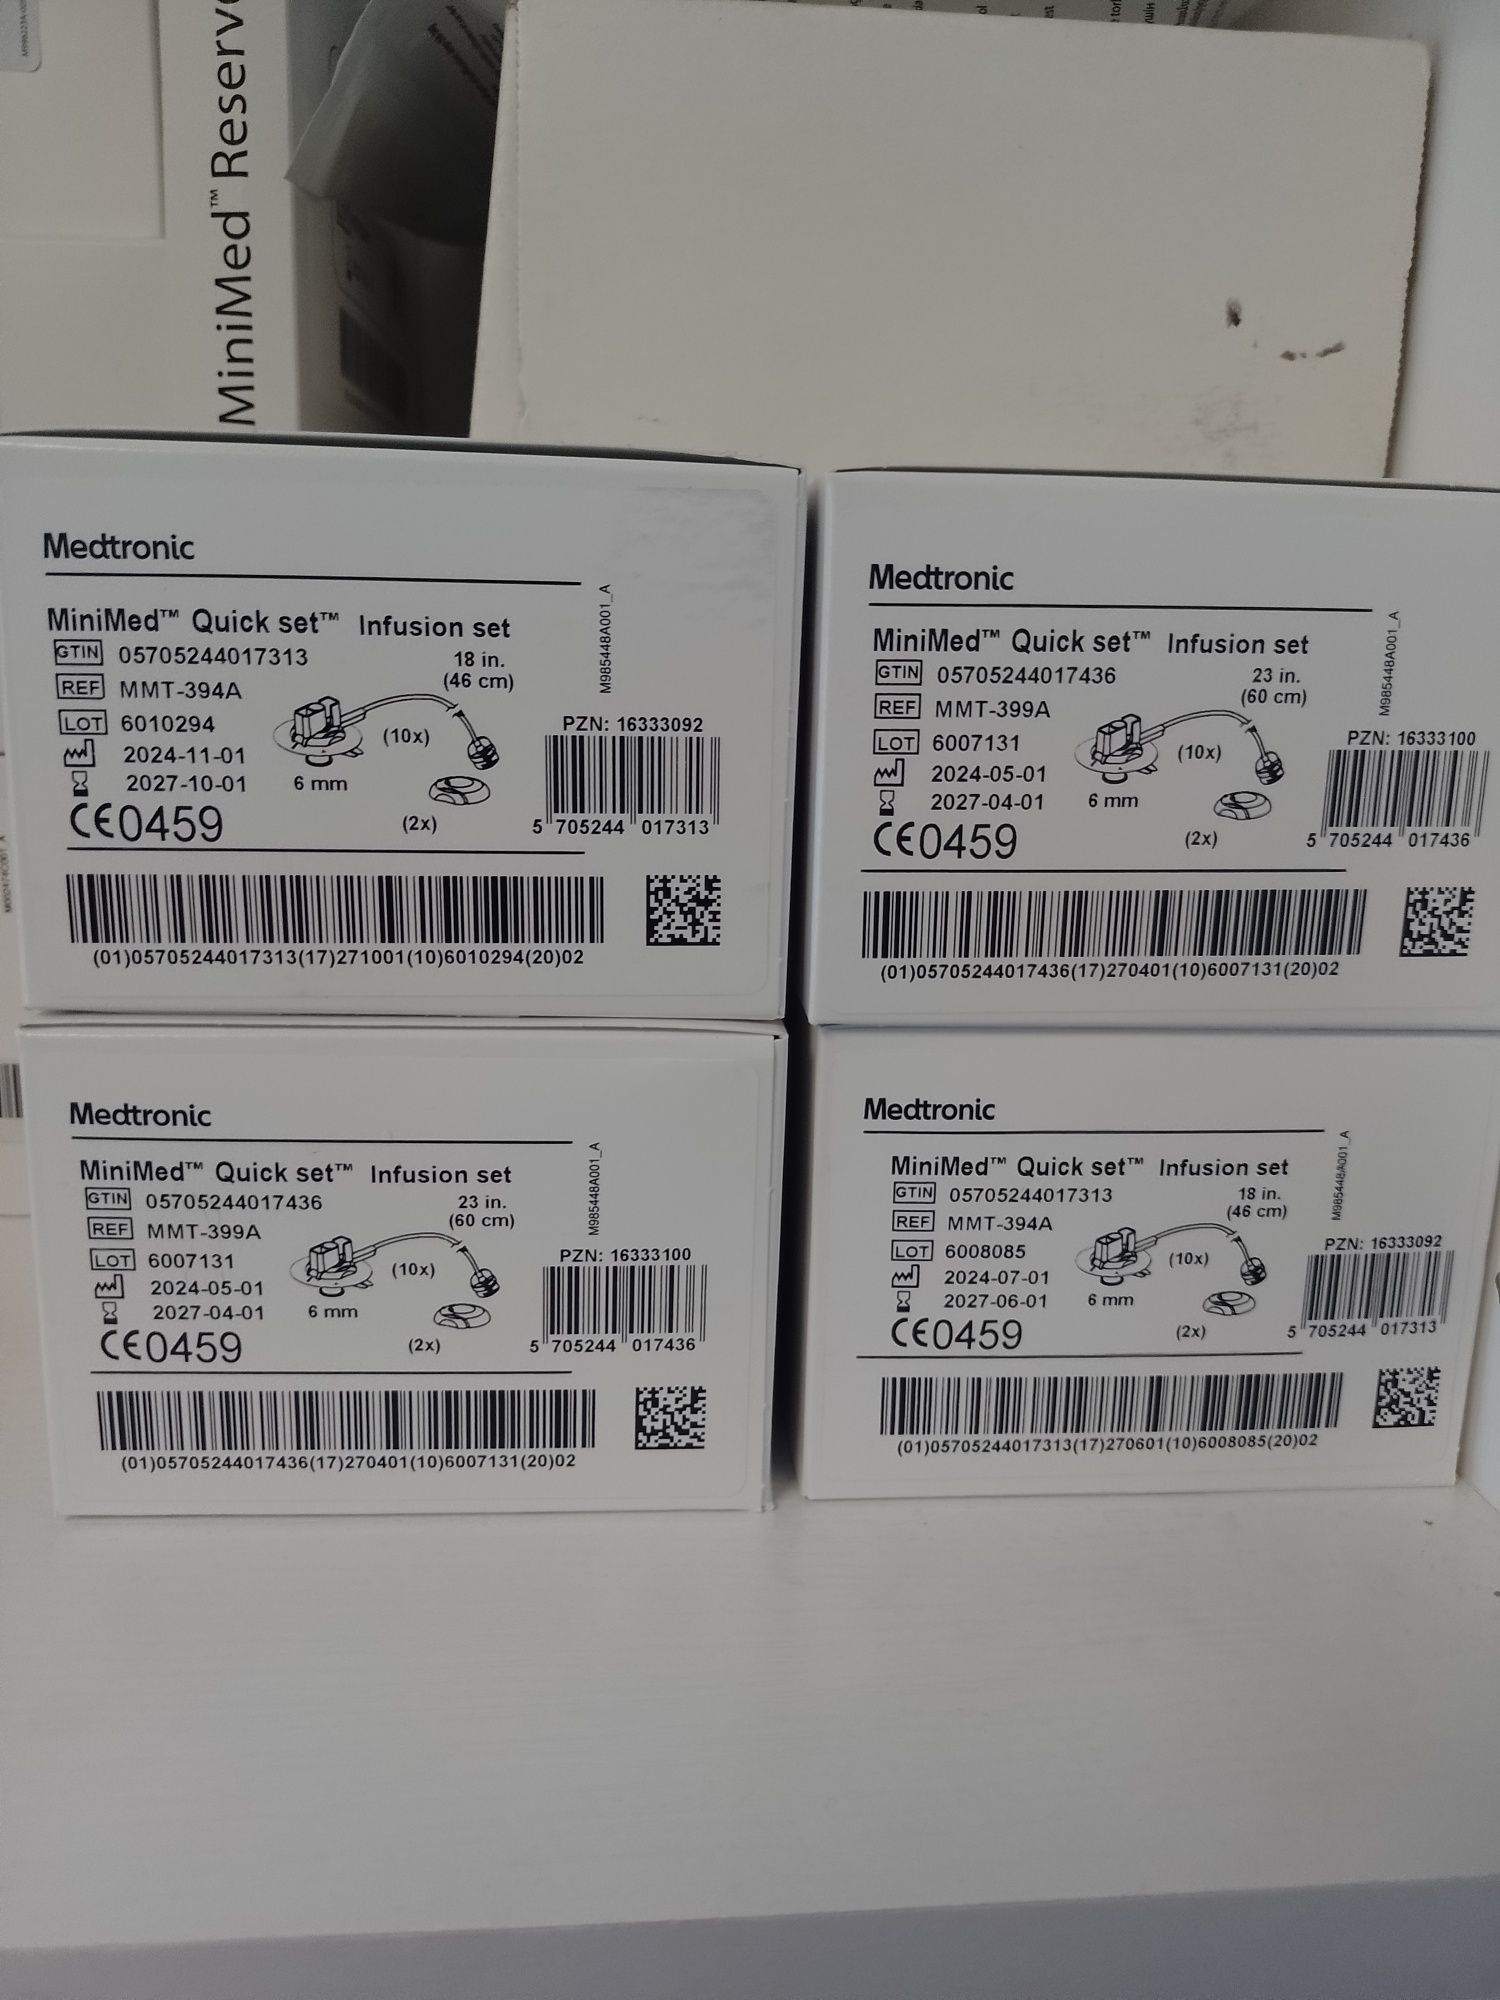 MiniMed™ Reserv
Medtronic
MiniMed™ Quick set™ Infusion set
GTIN 05705244017313
18 in.
(46 cm)
REF MMT-394A
LOT 6010294
2024-11-01
2027-10-01
(10x)
6 mm
(2x)
CE0459
M985448A001_A
PZN: 16333092
5 705244 017313
(01)05705244017313(17)271001(10)6010294(20)02
Medtronic
MiniMed™ Quick set™ Infusion set
GTIN 05705244017436
23 in.
(60 cm)
REF MMT-399A
LOT 6007131
2024-05-01
2027-04-01
(10x)
6 mm
(2x)
CE0459
M985448A001_A
PZN: 16333100
5 705244 017436
(01)05705244017436(17)270401(10)6007131(20)02
Medtronic
MiniMed™ Quick set™ Infusion set
GTIN 05705244017436
23 in.
(60 cm)
REF MMT-399A
LOT 6007131
2024-05-01
2027-04-01
(10x)
6 mm
(2x)
CE0459
M985448A001_A
PZN: 16333100
5 705244 017436
(01)05705244017436(17)270401(10)6007131(20)02
Medtronic
MiniMed™ Quick set™ Infusion set
GTIN 05705244017313
18 in.
(46 cm)
REF MMT-394A
LOT 6008085
2024-07-01
2027-06-01
(10x)
6 mm
(2x)
CE0459
M985448A001_A
PZN: 16333092
5 705244 017313
(01)05705244017313(17)270601(10)6008085(20)02